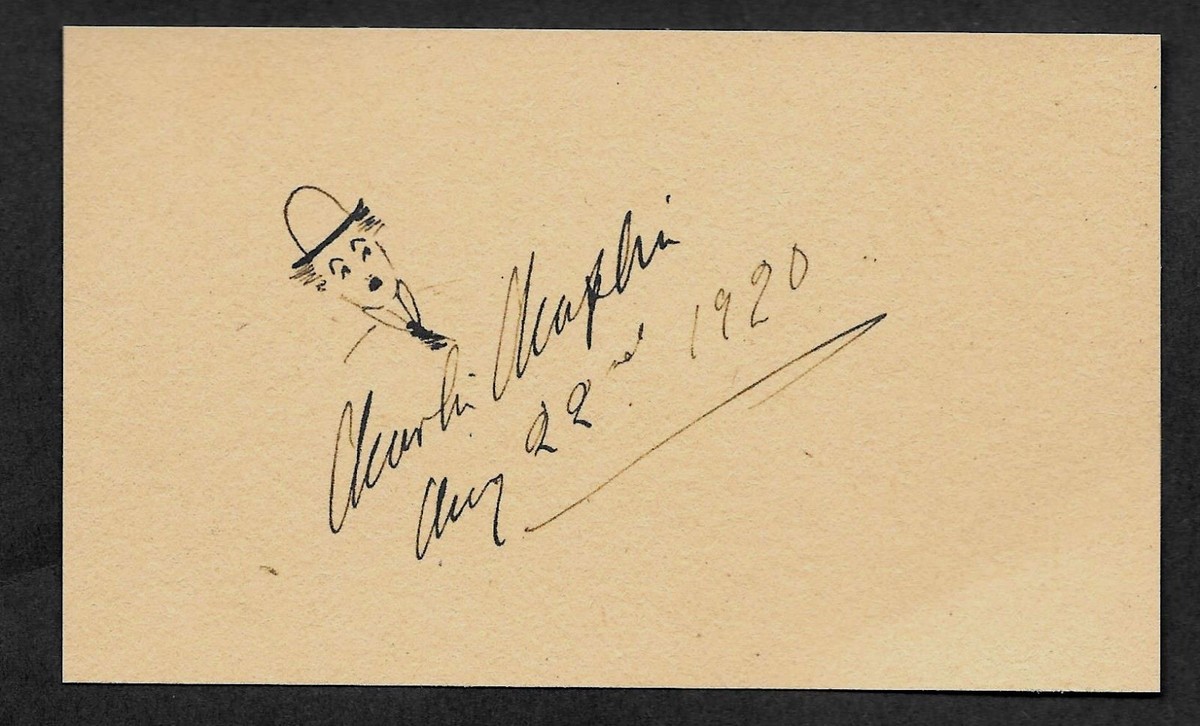 Charlie Chaplin
Aug 22nd 1920